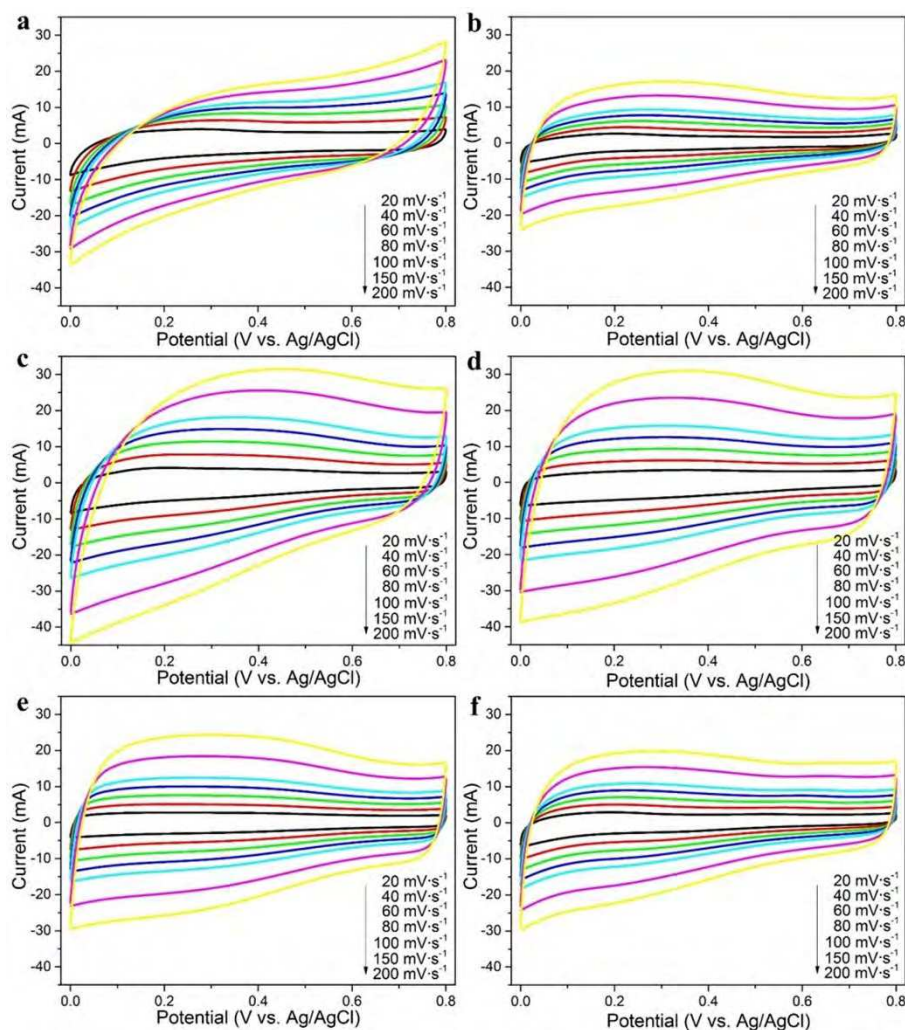 a
b
35
30
20
10
0
-10
-20
-30
-40
Current (mA)
20 mV·s⁻¹
40 mV·s⁻¹
60 mV·s⁻¹
80 mV·s⁻¹
100 mV·s⁻¹
150 mV·s⁻¹
200 mV·s⁻¹
0.0 0.2 0.4 0.6 0.8
Potential (V vs. Ag/AgCl)
30
20
10
0
-10
-20
-30
-40
Current (mA)
20 mV·s⁻¹
40 mV·s⁻¹
60 mV·s⁻¹
80 mV·s⁻¹
100 mV·s⁻¹
150 mV·s⁻¹
200 mV·s⁻¹
0.0 0.2 0.4 0.6 0.8
Potential (V vs. Ag/AgCl)
c
d
30
20
10
0
-10
-20
-30
-40
Current (mA)
20 mV·s⁻¹
40 mV·s⁻¹
60 mV·s⁻¹
80 mV·s⁻¹
100 mV·s⁻¹
150 mV·s⁻¹
200 mV·s⁻¹
0.0 0.2 0.4 0.6 0.8
Potential (V vs. Ag/AgCl)
30
20
10
0
-10
-20
-30
-40
Current (mA)
20 mV·s⁻¹
40 mV·s⁻¹
60 mV·s⁻¹
80 mV·s⁻¹
100 mV·s⁻¹
150 mV·s⁻¹
200 mV·s⁻¹
0.0 0.2 0.4 0.6 0.8
Potential (V vs. Ag/AgCl)
e
f
30
20
10
0
-10
-20
-30
-40
Current (mA)
20 mV·s⁻¹
40 mV·s⁻¹
60 mV·s⁻¹
80 mV·s⁻¹
100 mV·s⁻¹
150 mV·s⁻¹
200 mV·s⁻¹
0.0 0.2 0.4 0.6 0.8
Potential (V vs. Ag/AgCl)
30
20
10
0
-10
-20
-30
-40
Current (mA)
20 mV·s⁻¹
40 mV·s⁻¹
60 mV·s⁻¹
80 mV·s⁻¹
100 mV·s⁻¹
150 mV·s⁻¹
200 mV·s⁻¹
0.0 0.2 0.4 0.6 0.8
Potential (V vs. Ag/AgCl)